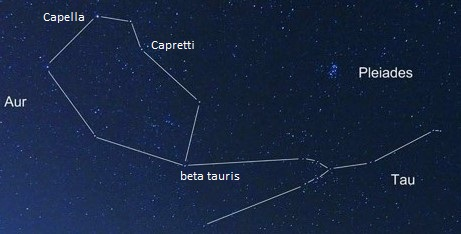 Capella
Capretti
Pleiades
Aur
beta tauris
Tau